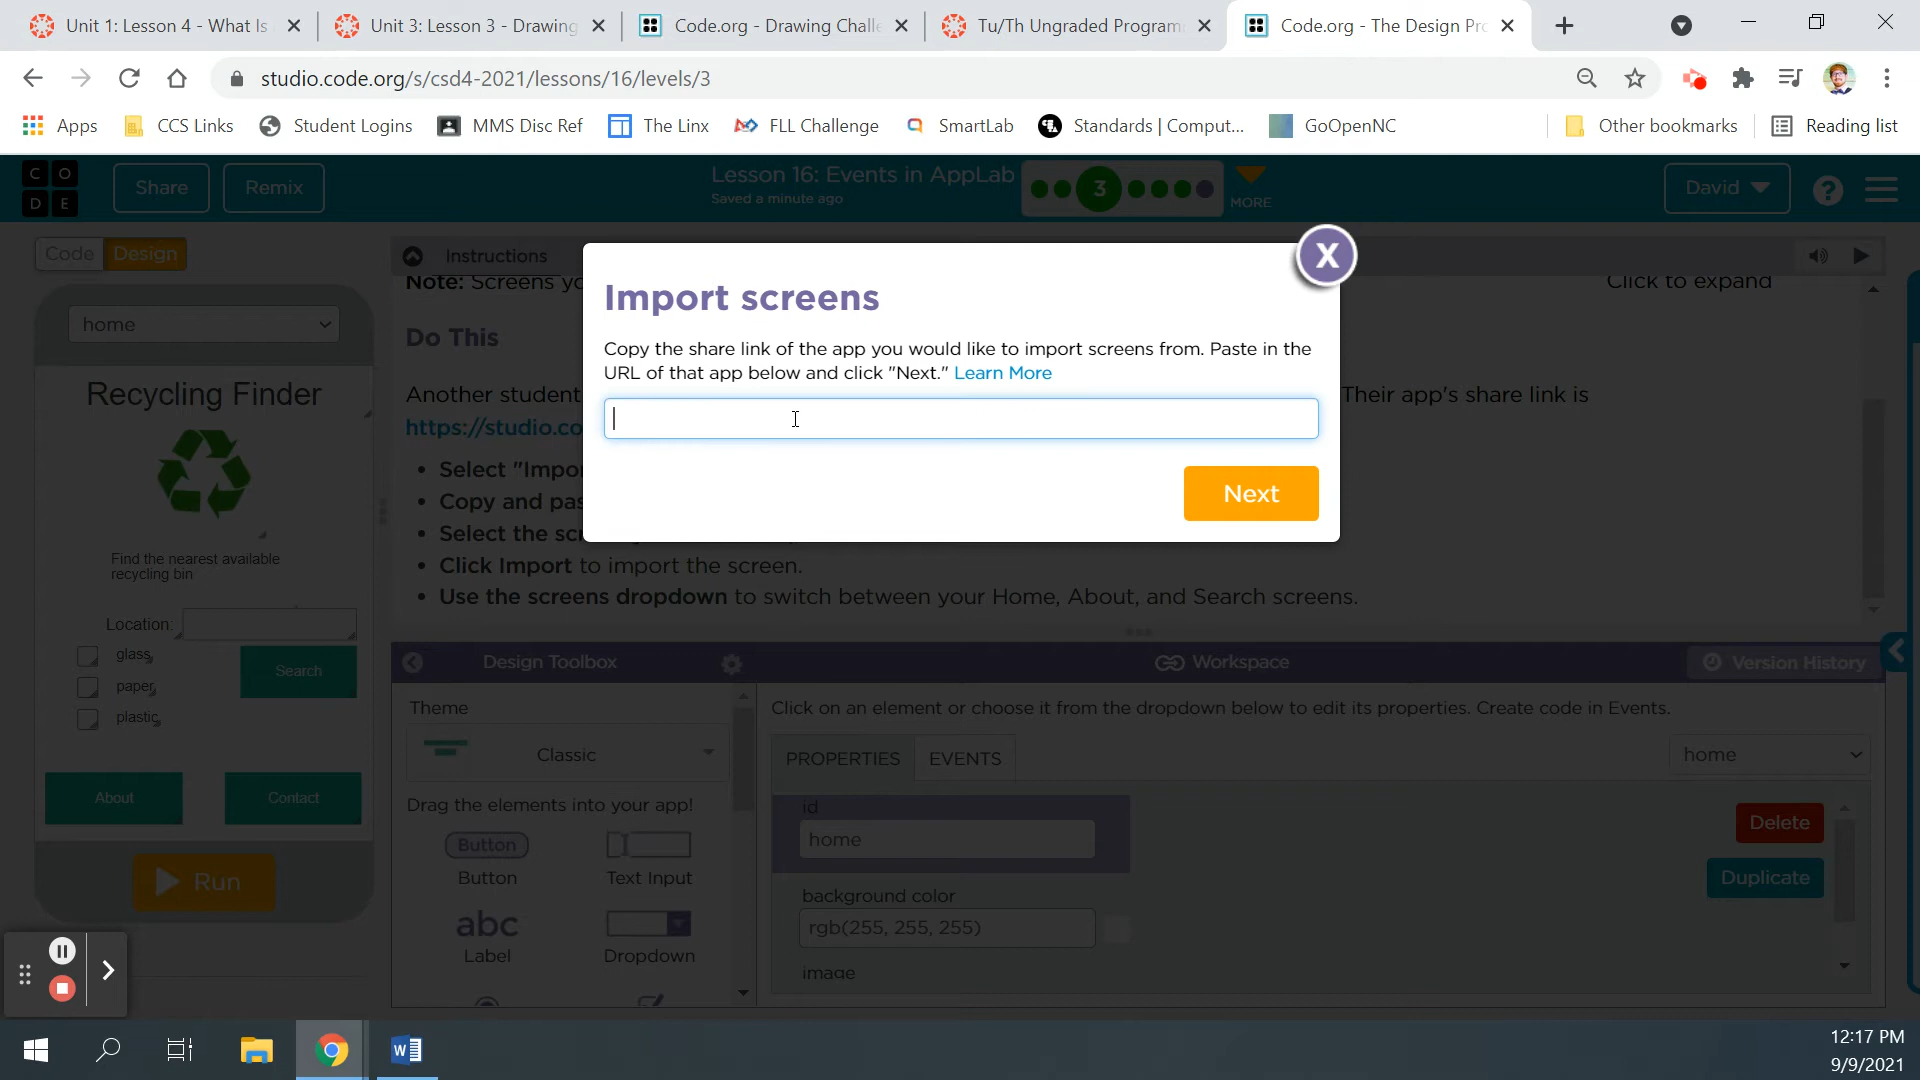 Unit 1: Lesson 4 - What Is
Unit 3: Lesson 3 - Drawing
Code.org - Drawing Challe
Tu/Th Ungraded Program
Code.org - The Design Pro
studio.code.org/s/csd4-2021/lessons/16/levels/3
Apps
CCS Links
Student Logins
MMS Disc Ref
The Linx
FLL Challenge
SmartLab
Standards | Comput...
GoOpenNC
Other bookmarks
Reading list
C O
D E
Share
Remix
Lesson 16: Events in AppLab
Saved a minute ago
3
MORE
David
?
Code
Design
Instructions
X
Note: Screens yo
Click to expand
home
Import screens
Do This
Copy the share link of the app you would like to import screens from. Paste in the
URL of that app below and click "Next." Learn More
Another student
Their app's share link is
https://studio.co
Recycling Finder
Select "Impo
Copy and pas
Next
Select the scr
Click Import to import the screen.
Use the screens dropdown to switch between your Home, About, and Search screens.
Find the nearest available
recycling bin
Location:
glass
paper
plastic
Search
About
Contact
Run
Design Toolbox
Workspace
Version History
Theme
Classic
Drag the elements into your app!
Button
Button
Text Input
abc
Label
Dropdown
Click on an element or choose it from the dropdown below to edit its properties. Create code in Events.
PROPERTIES
EVENTS
home
id
home
Delete
Duplicate
background color
rgb(255, 255, 255)
image
W
12:17 PM
9/9/2021